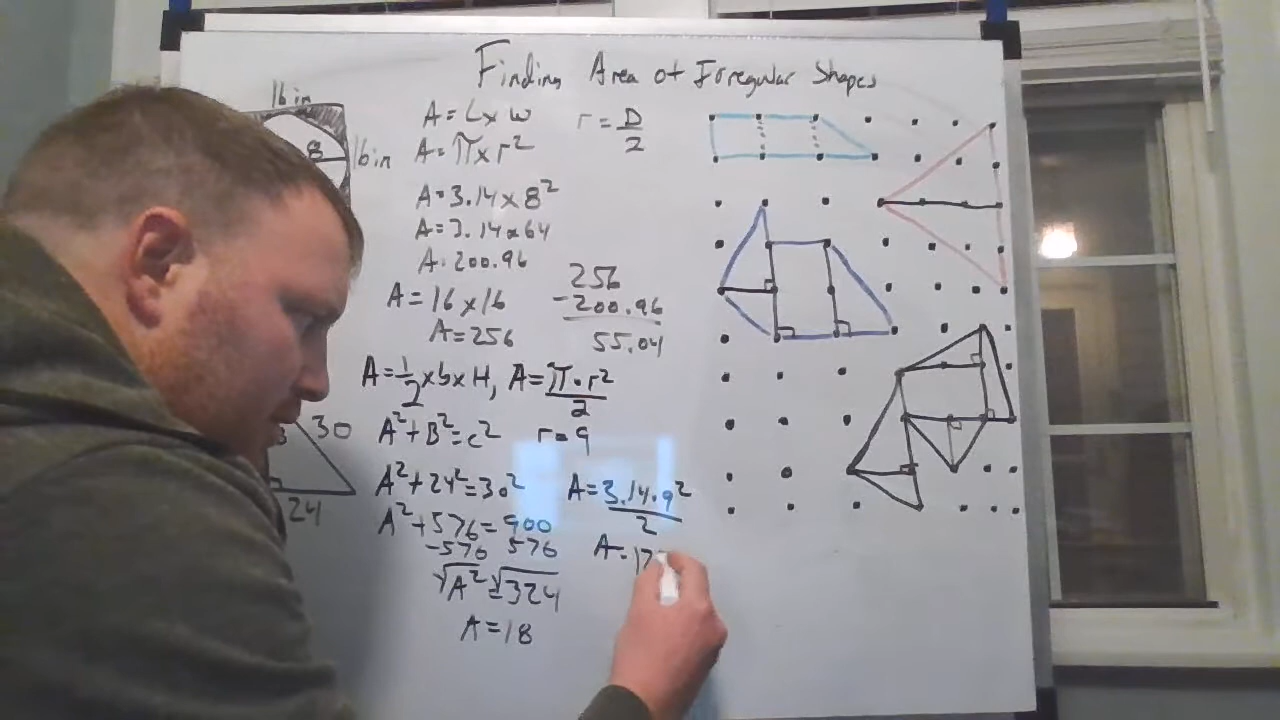 Finding Area of Irregular Shapes
16 in
8
16in
A = L x W
r = D/2
A = π x r²
A = 3.14 x 8²
A = 3.14 x 64
A = 200.96
A = 16 x 16
A = 256
256
-200.96
55.04
A = 1/2 x b x H, A = π • r²/2
A² + B² = c²
r = 9
30
24
A² + 24² = 30²
A² + 576 = 900
-576 576
√A² = √324
A = 18
A = 3.14 • 9²/2
A = 12